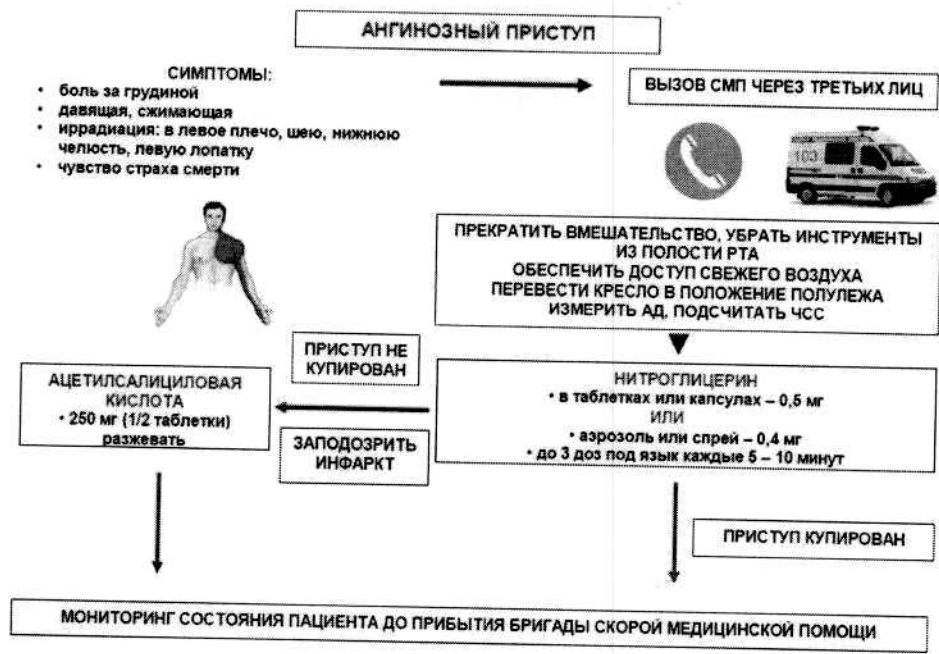 АНГИНОЗНЫЙ ПРИСТУП
СИМПТОМЫ:
• боль за грудиной
• давящая, сжимающая
• иррадиация: в левое плечо, шею, нижнюю
челюсть, левую лопатку
• чувство страха смерти
ВЫЗОВ СМП ЧЕРЕЗ ТРЕТЬИХ ЛИЦ
103
ПРЕКРАТИТЬ ВМЕШАТЕЛЬСТВО, УБРАТЬ ИНСТРУМЕНТЫ
ИЗ ПОЛОСТИ РТА
ОБЕСПЕЧИТЬ ДОСТУП СВЕЖЕГО ВОЗДУХА
ПЕРЕВЕСТИ КРЕСЛО В ПОЛОЖЕНИЕ ПОЛУЛЕЖА
ИЗМЕРИТЬ АД, ПОДСЧИТАТЬ ЧСС
НИТРОГЛИЦЕРИН
• в таблетках или капсулах – 0,5 мг
ИЛИ
• аэрозоль или спрей – 0,4 мг
• до 3 доз под язык каждые 5 – 10 минут
ПРИСТУП НЕ
КУПИРОВАН
ЗАПОДОЗРИТЬ
ИНФАРКТ
АЦЕТИЛСАЛИЦИЛОВАЯ
КИСЛОТА
• 250 мг (1/2 таблетки)
разжевать
ПРИСТУП КУПИРОВАН
МОНИТОРИНГ СОСТОЯНИЯ ПАЦИЕНТА ДО ПРИБЫТИЯ БРИГАДЫ СКОРОЙ МЕДИЦИНСКОЙ ПОМОЩИ